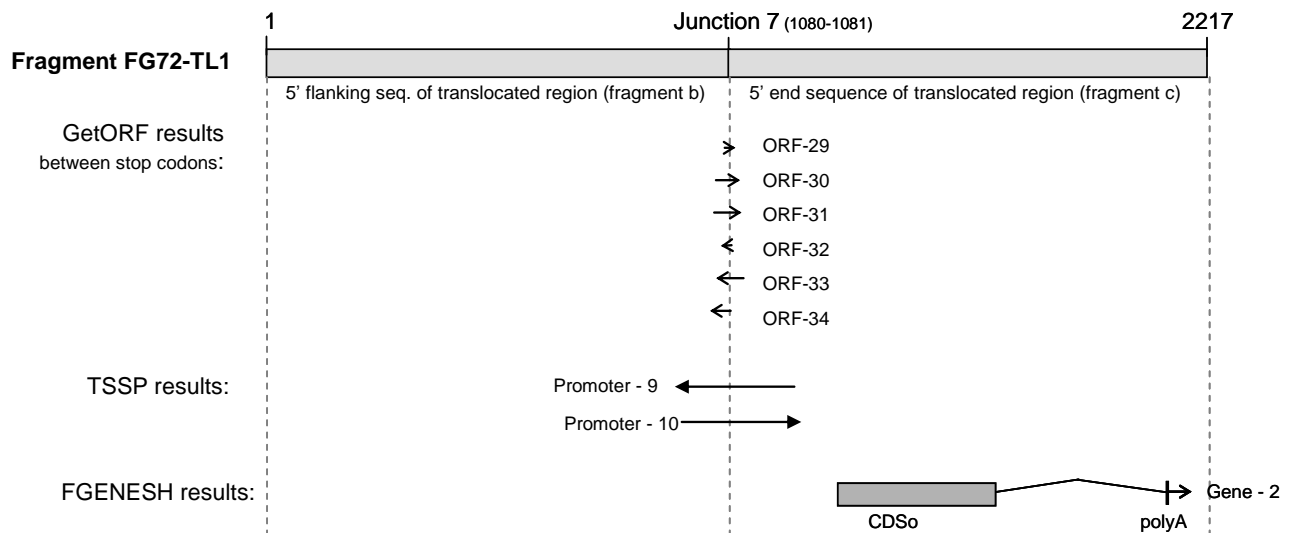 1 Junction 7 (1080-1081) 2217
Fragment FG72-TL1
5' flanking seq. of translocated region (fragment b) 5' end sequence of translocated region (fragment c)
GetORF results
between stop codons:
ORF-29
ORF-30
ORF-31
ORF-32
ORF-33
ORF-34
TSSP results:
Promoter - 9
Promoter - 10
FGENESH results:
Gene - 2
CDSo polyA